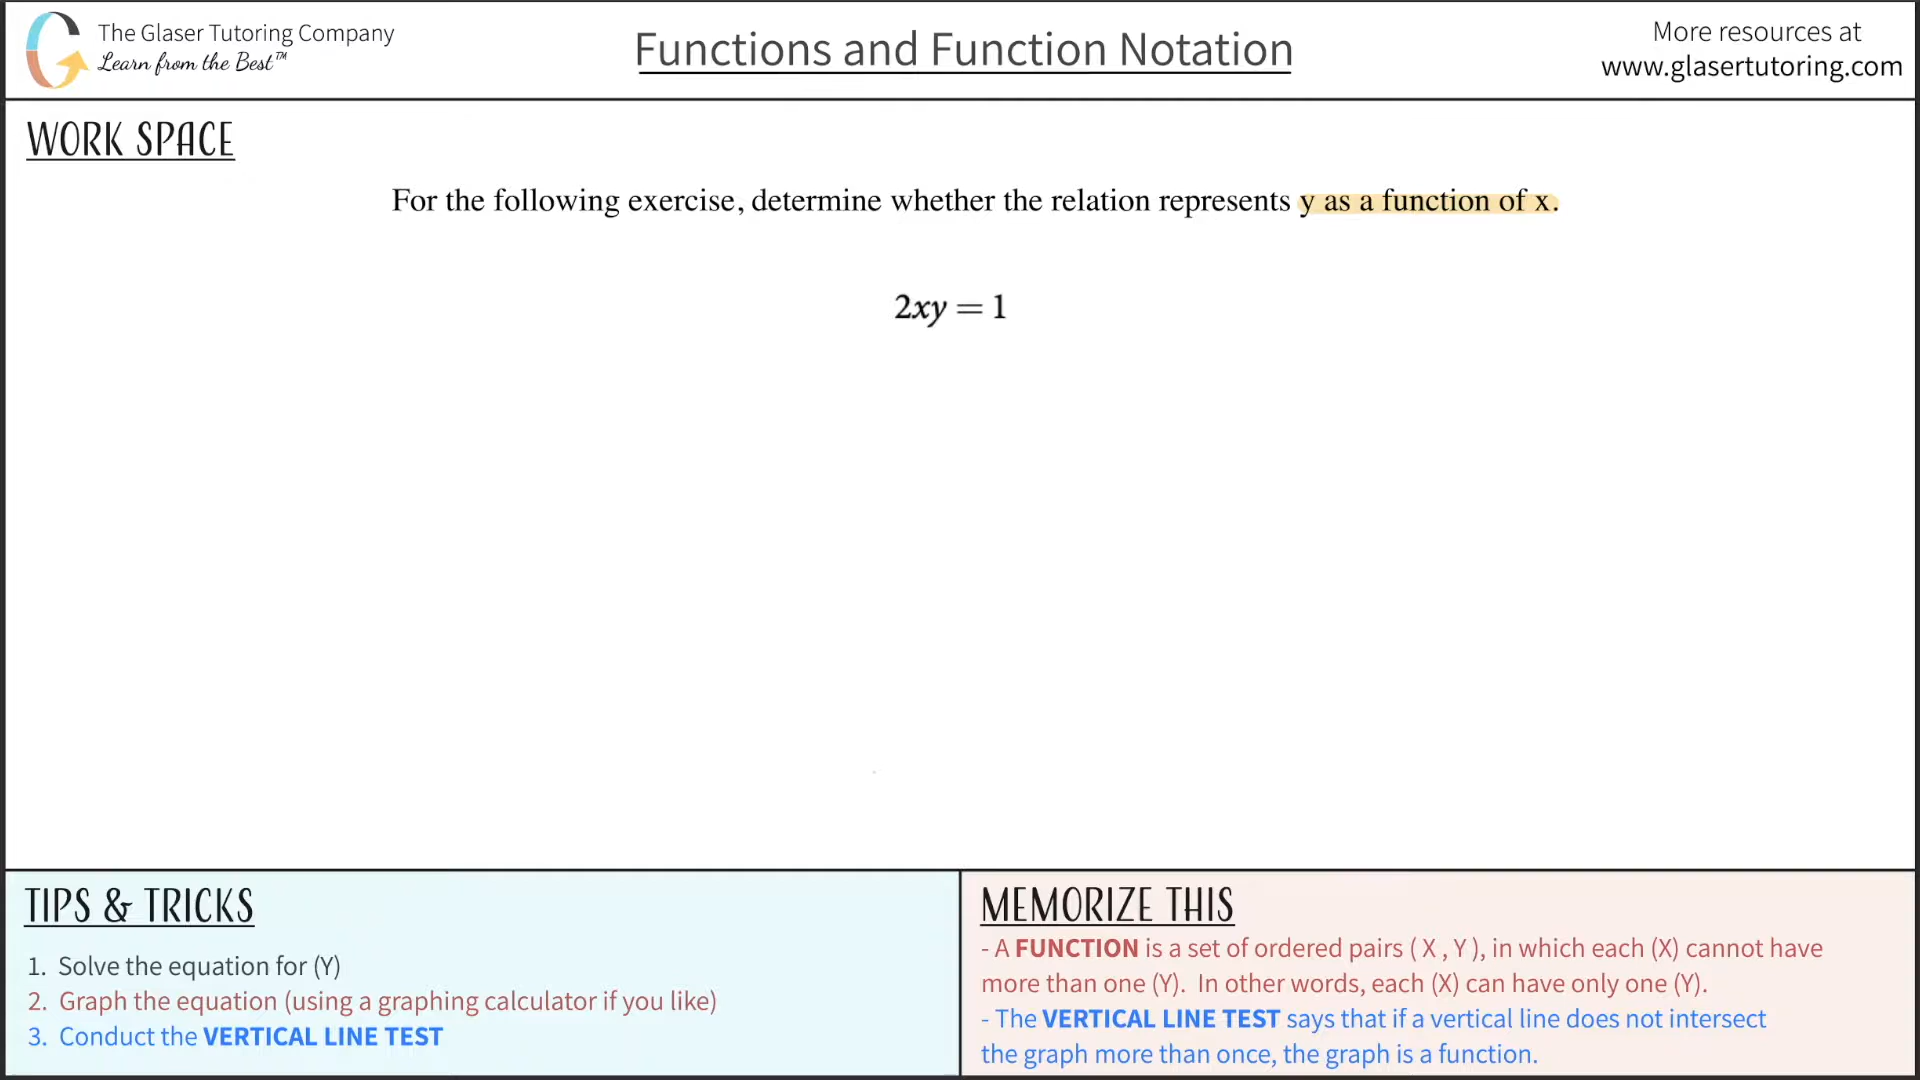 The Glaser Tutoring Company
Learn from the Best™
Functions and Function Notation
More resources at
www.glasertutoring.com
WORK SPACE
For the following exercise, determine whether the relation represents y as a function of x.
2xy = 1
TIPS & TRICKS
1. Solve the equation for (Y)
2. Graph the equation (using a graphing calculator if you like)
3. Conduct the VERTICAL LINE TEST
MEMORIZE THIS
- A FUNCTION is a set of ordered pairs ( X , Y ), in which each (X) cannot have
more than one (Y). In other words, each (X) can have only one (Y).
- The VERTICAL LINE TEST says that if a vertical line does not intersect
the graph more than once, the graph is a function.